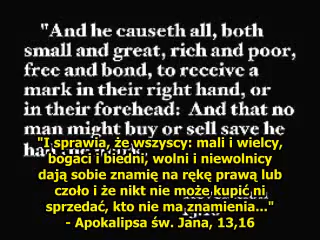 "And he causeth all, both
small and great, rich and poor,
free and bond, to receive a
mark in their right hand, or
in their forehead: And that no
man might buy or sell save he
"I sprawia, że wszyscy: mali i wielcy,
bogaci i biedni, wolni i niewolnicy
dają sobie znamię na rękę prawą lub
czoło i że nikt nie może kupić ni
sprzedać, kto nie ma znamienia..."
- Apokalipsa św. Jana, 13,16